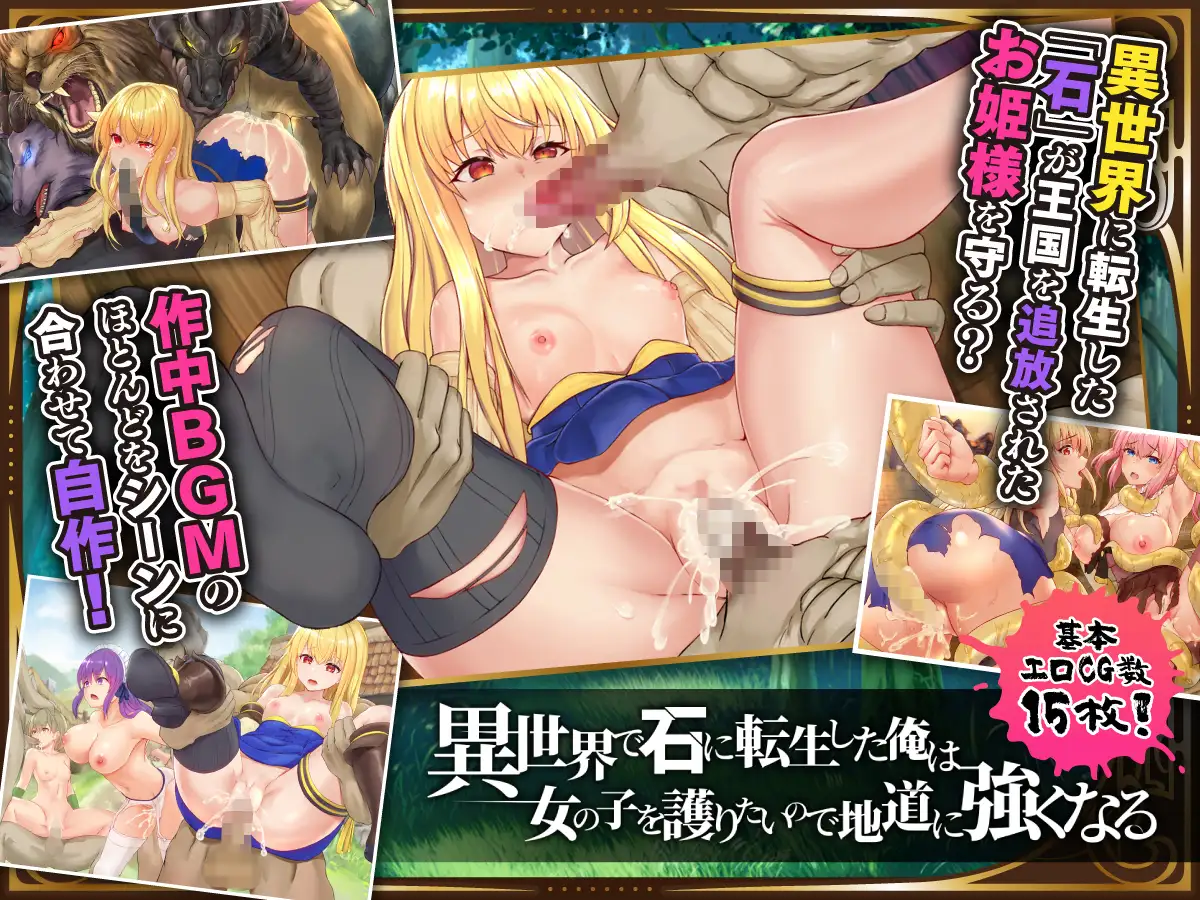 異世界に転生した
「石」が王国を追放された
お姫様を守る?
作中BGMの
ほとんどをシーンに
合わせて自作!
基本
エロCG数
15枚!
異世界で石に転生した俺は
女の子を護りたいので地道に強くなる